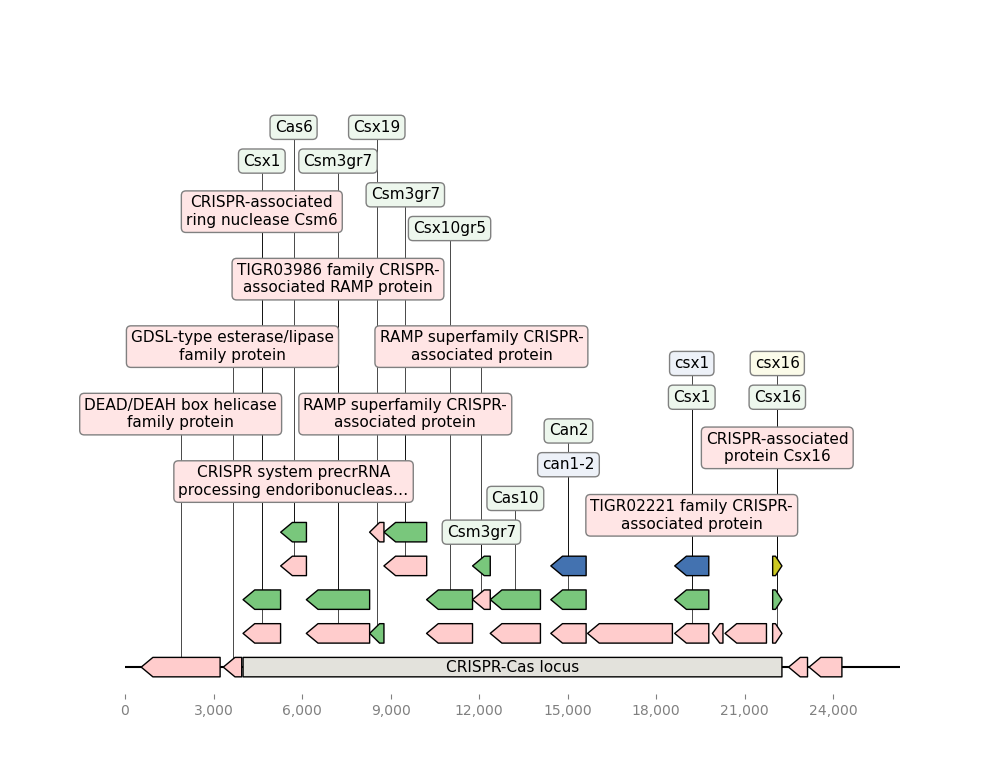 Cas6
Csx19
Csx1
Csm3gr7
CRISPR-associated
ring nuclease Csm6
Csm3gr7
Csx10gr5
TIGR03986 family CRISPR-
associated RAMP protein
GDSL-type esterase/lipase
family protein
RAMP superfamily CRISPR-
associated protein
csx1
csx16
Csx1
Csx16
DEAD/DEAH box helicase
family protein
RAMP superfamily CRISPR-
associated protein
Can2
CRISPR-associated
protein Csx16
can1-2
CRISPR system precrRNA
processing endoribonucleas...
Cas10
TIGR02221 family CRISPR-
associated protein
Csm3gr7
CRISPR-Cas locus
0
3,000
6,000
9,000
12,000
15,000
18,000
21,000
24,000